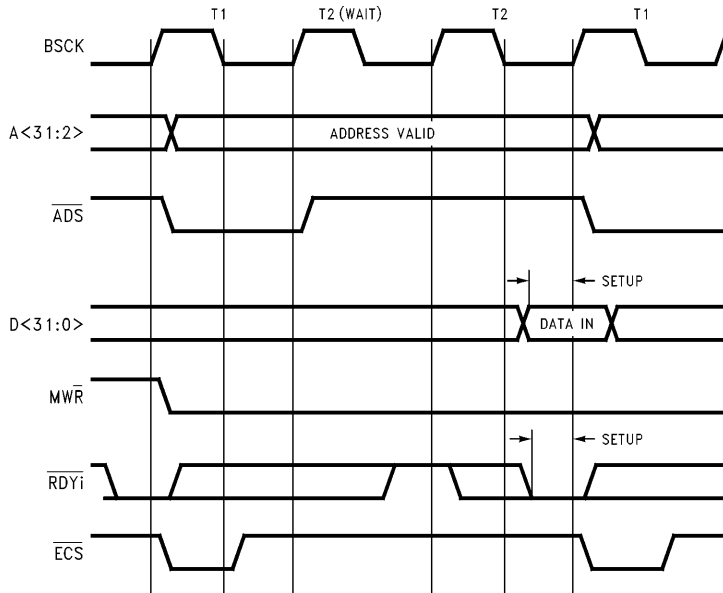 T1 T2 (WAIT) T2 T1
BSCK
A<31:2> ADDRESS VALID
ADS
SETUP
D<31:0> DATA IN
MWR
SETUP
RDYi
ECS